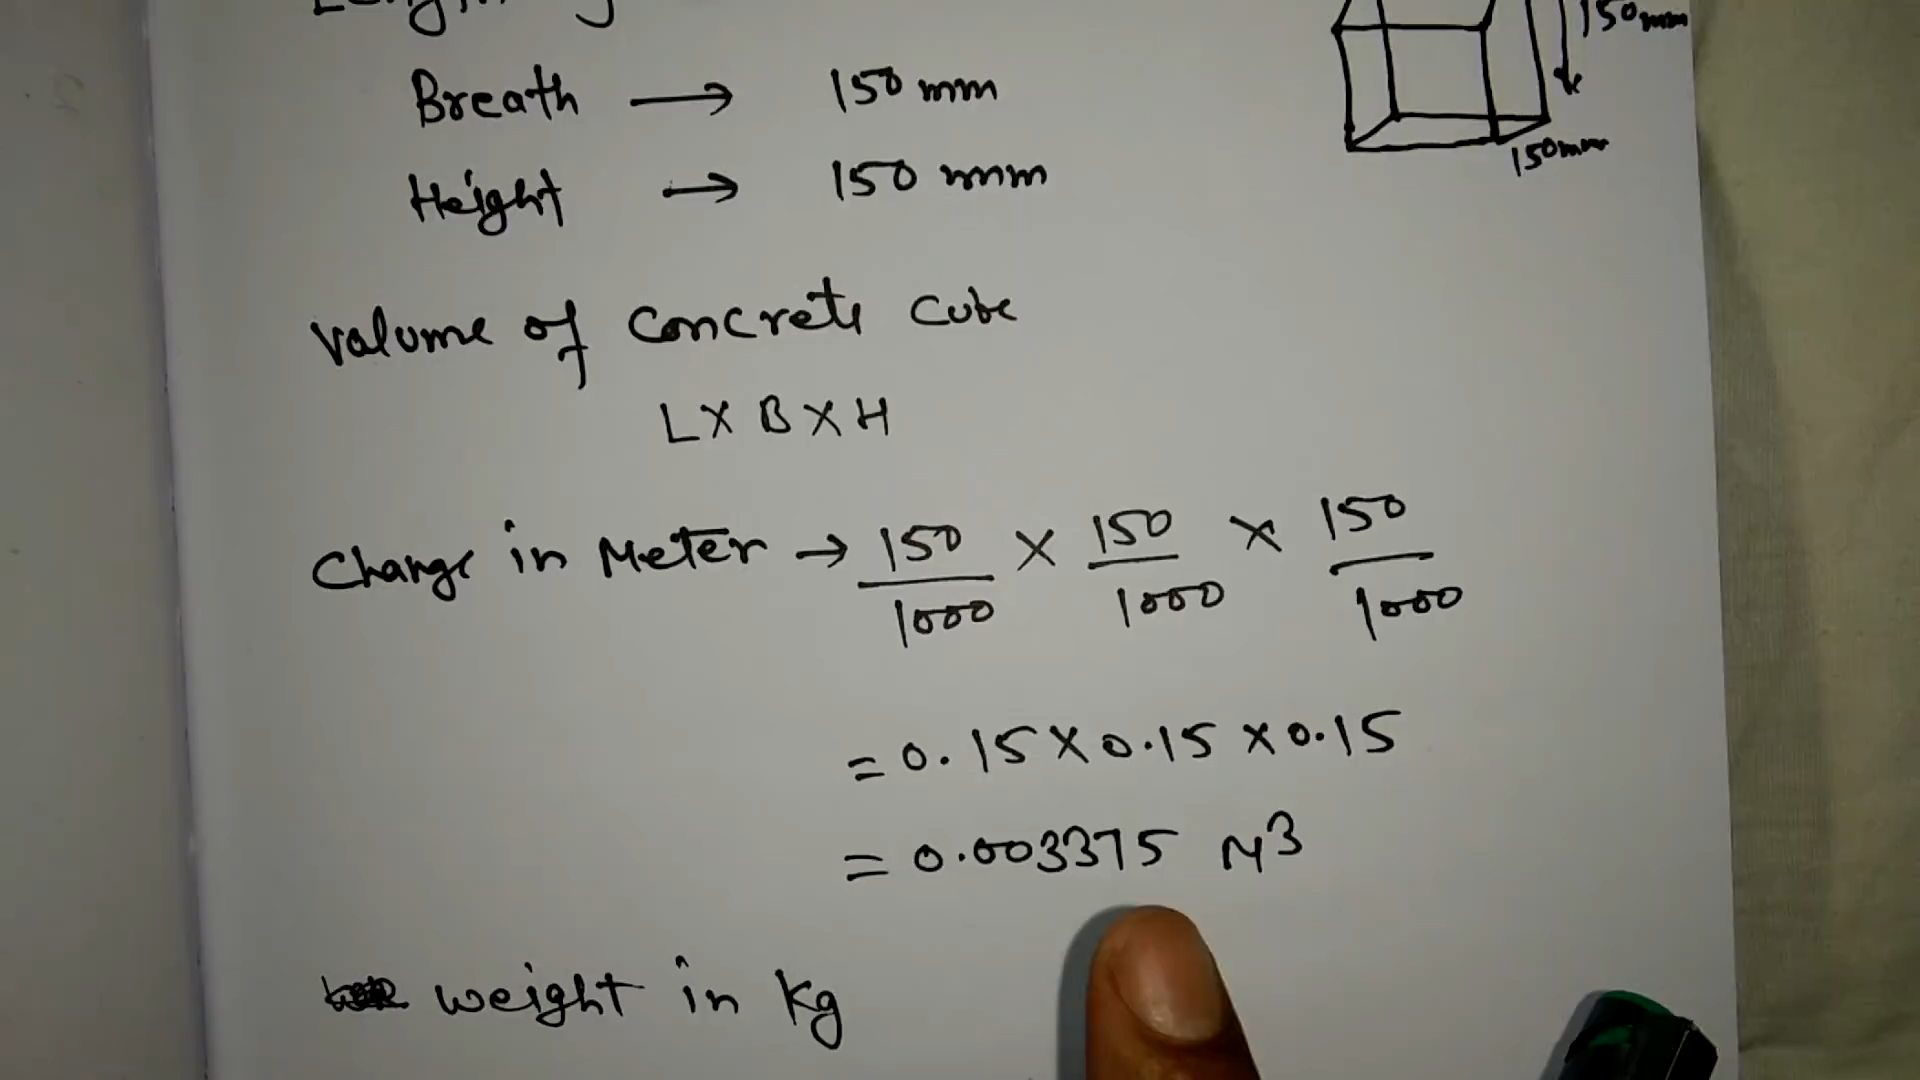 150mm
Breath → 150 mm
Height → 150 mm
150mm
Valume of Concrete Cube
L X B X H
Change in Meter → 150/1000 X 150/1000 X 150/1000
= 0.15 X 0.15 X 0.15
= 0.003375 M3
weight in kg